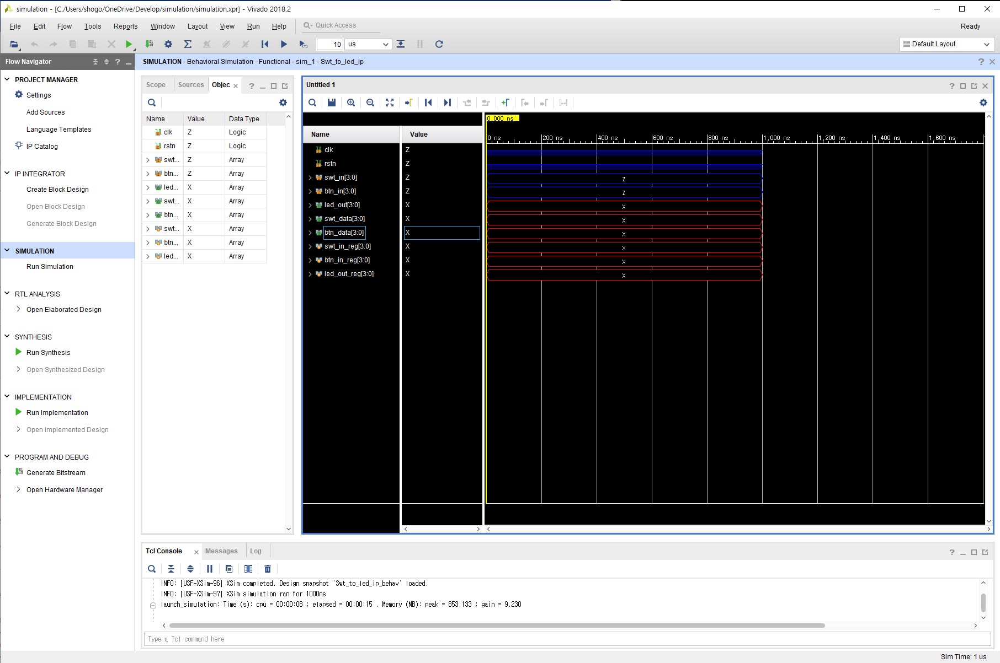 simulation - [C:/Users/shogo/OneDrive/Develop/simulation/simulation.xpr] - Vivado 2018.2
File Edit Flow Tools Reports Window Layout View Run Help Quick Access Ready
10 us Default Layout
Flow Navigator
SIMULATION - Behavioral Simulation - Functional - sim_1 - Swt_to_led_ip
PROJECT MANAGER
Settings
Add Sources
Language Templates
IP Catalog
IP INTEGRATOR
Create Block Design
Open Block Design
Generate Block Design
SIMULATION
Run Simulation
RTL ANALYSIS
Open Elaborated Design
SYNTHESIS
Run Synthesis
Open Synthesized Design
IMPLEMENTATION
Run Implementation
Open Implemented Design
PROGRAM AND DEBUG
Generate Bitstream
Open Hardware Manager
Scope Sources Objec
Name Value Data Type
clk Z Logic
rstn Z Logic
swt... Z Array
btn... Z Array
led... X Array
swt... X Array
btn... X Array
swt... X Array
btn... X Array
led... X Array
Untitled 1
0,000 ns
Name Value
0 ns 200 ns 400 ns 600 ns 800 ns 1,000 ns 1,200 ns 1,400 ns 1,600 ns
clk Z
rstn Z
swt_in[3:0] Z Z
btn_in[3:0] Z Z
led_out[3:0] X X
swt_data[3:0] X X
btn_data[3:0] X X
swt_in_reg[3:0] X X
btn_in_reg[3:0] X X
led_out_reg[3:0] X X
Tcl Console Messages Log
INFO: [USF-XSim-96] XSim completed. Design snapshot 'Swt_to_led_ip_behav' loaded.
INFO: [USF-XSim-97] XSim simulation ran for 1000ns
launch_simulation: Time (s): cpu = 00:00:08 ; elapsed = 00:00:15 . Memory (MB): peak = 853.133 ; gain = 9.230
Type a Tcl command here
Sim Time: 1 us